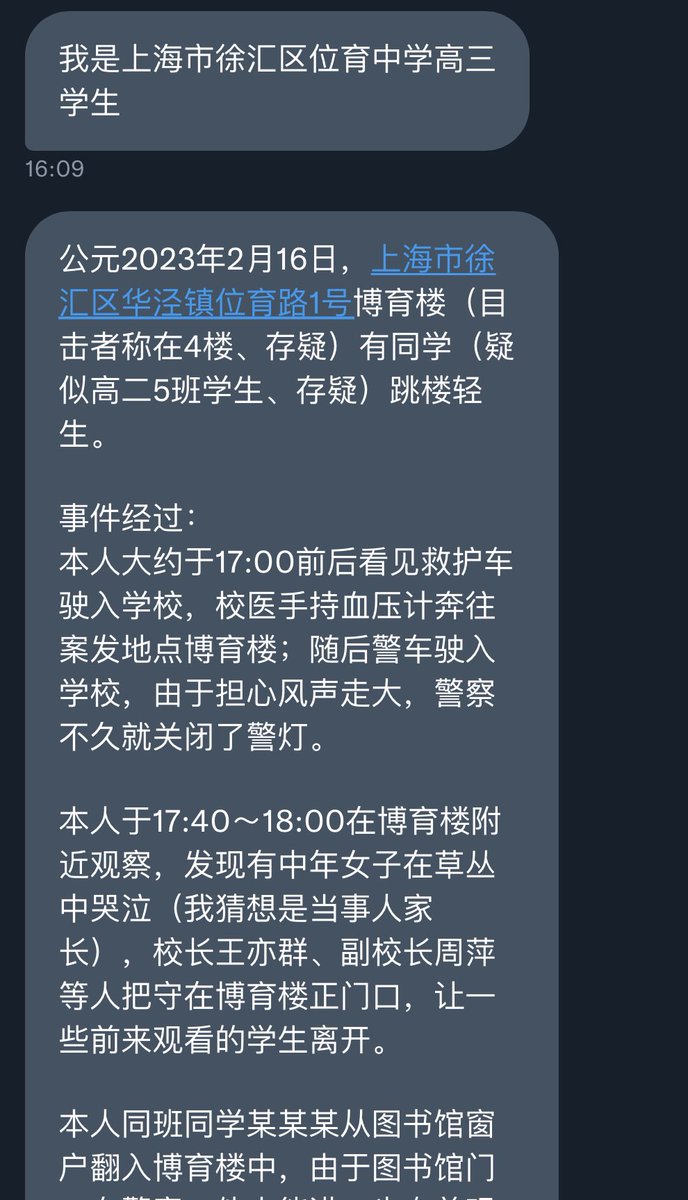 我是上海市徐汇区位育中学高三
学生
16:09
公元2023年2月16日，上海市徐
汇区华泾镇位育路1号博育楼（目
击者称在4楼、存疑）有同学（疑
似高二5班学生、存疑）跳楼轻
生。
事件经过：
本人大约于17:00前后看见救护车
驶入学校，校医手持血压计奔往
案发地点博育楼；随后警车驶入
学校，由于担心风声走大，警察
不久就关闭了警灯。
本人于17:40～18:00在博育楼附
近观察，发现有中年女子在草丛
中哭泣（我猜想是当事人家
长），校长王亦群、副校长周萍
等人把守在博育楼正门口，让一
些前来观看的学生离开。
本人同班同学某某某从图书馆窗
户翻入博育楼中，由于图书馆门